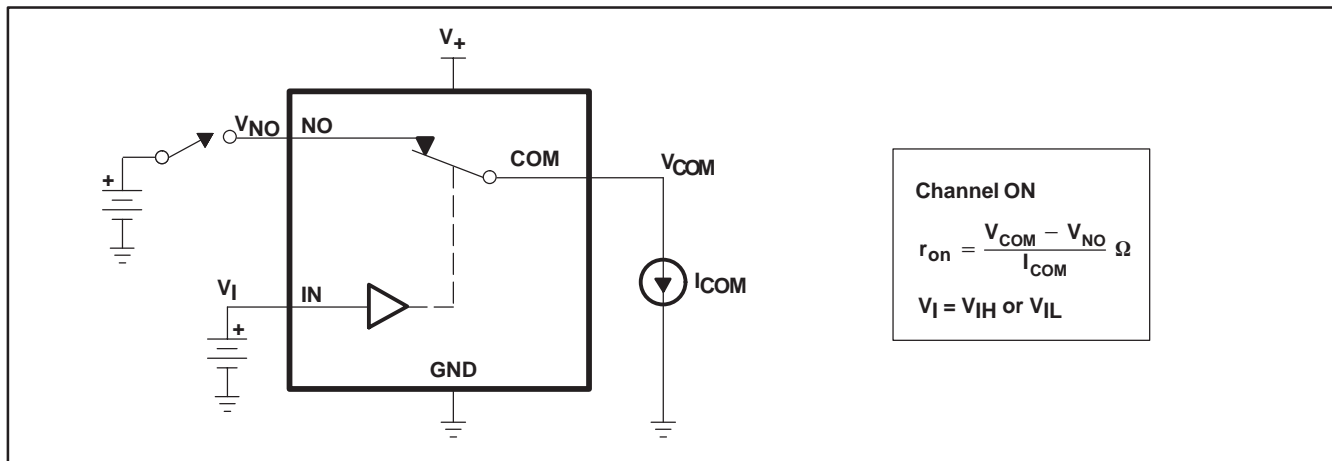 V+
VNO NO
COM
VCOM
+
VI IN
+
ICOM
GND
Channel ON
ron = VCOM − VNO / ICOM Ω
VI = VIH or VIL